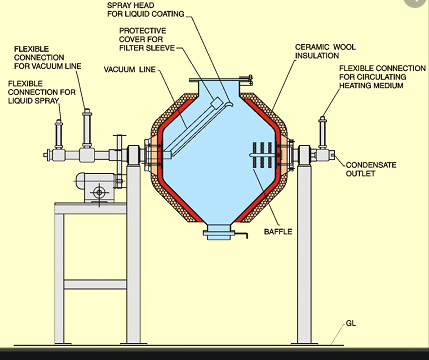 SPRAY HEAD
FOR LIQUID COATING
PROTECTIVE
COVER FOR
FILTER SLEEVE
VACUUM LINE
FLEXIBLE
CONNECTION
FOR VACUUM LINE
FLEXIBLE
CONNECTION FOR
LIQUID SPRAY
CERAMIC WOOL
INSULATION
FLEXIBLE CONNECTION
FOR CIRCULATING
HEATING MEDIUM
CONDENSATE
OUTLET
BAFFLE
GL